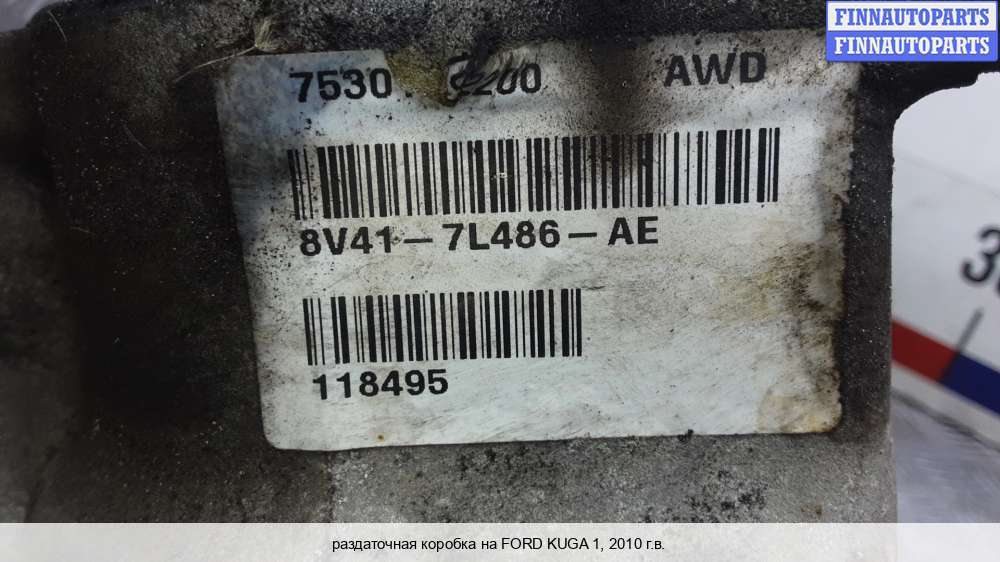 FINNAUTOPARTS
FINNAUTOPARTS
AWD
8V41-7L486-AE
118495
раздаточная коробка на FORD KUGA 1, 2010 г.в.